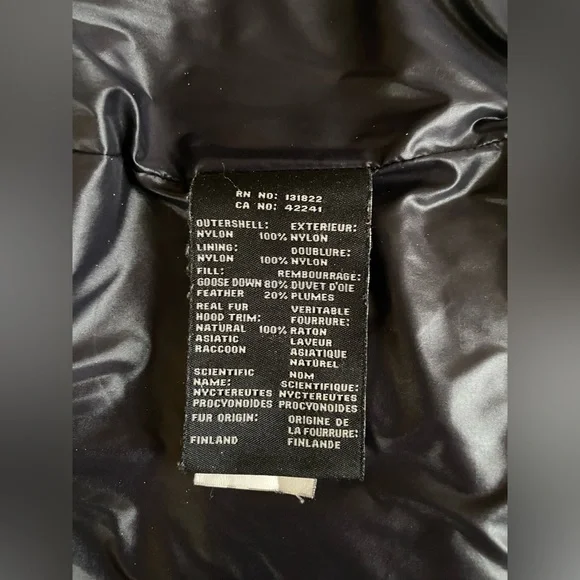 RN NO: 131822
CA NO: 42241
OUTERSHELL: EXTERIEUR:
NYLON 100% NYLON
LINING: DOUBLURE:
NYLON 100% NYLON
FILL: REMBOURRAGE:
GOOSE DOWN 80% DUVET D'OIE
FEATHER 20% PLUMES
REAL FUR VERITABLE
HOOD TRIM: FOURRURE:
NATURAL 100% RATON
ASIATIC LAVEUR
RACCOON ASIATIQUE
NATUREL
SCIENTIFIC NOM
NAME: SCIENTIFIQUE:
NYCTEREUTES NYCTEREUTES
PROCYONOIDES PROCYONOIDES
FUR ORIGIN: ORIGINE DE
LA FOURRURE:
FINLAND FINLANDE